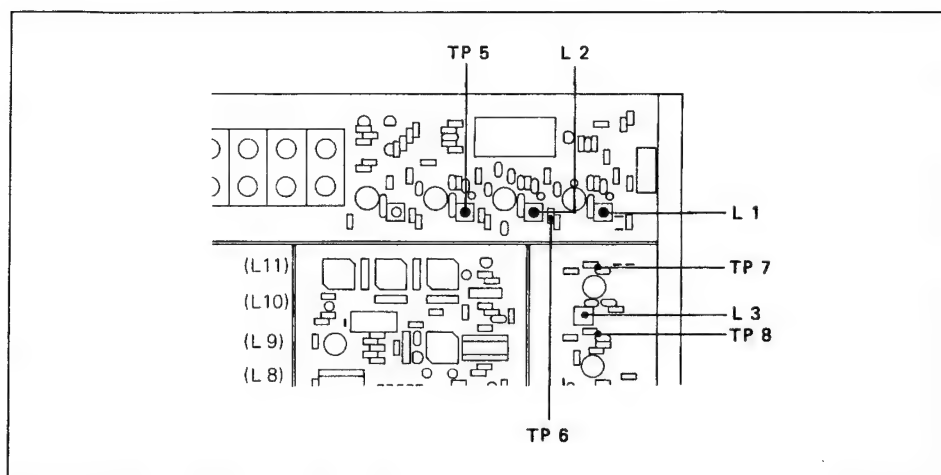 TP 5
L 2
L 1
(L11)
TP 7
(L10)
L 3
(L 9)
TP 8
(L 8)
TP 6